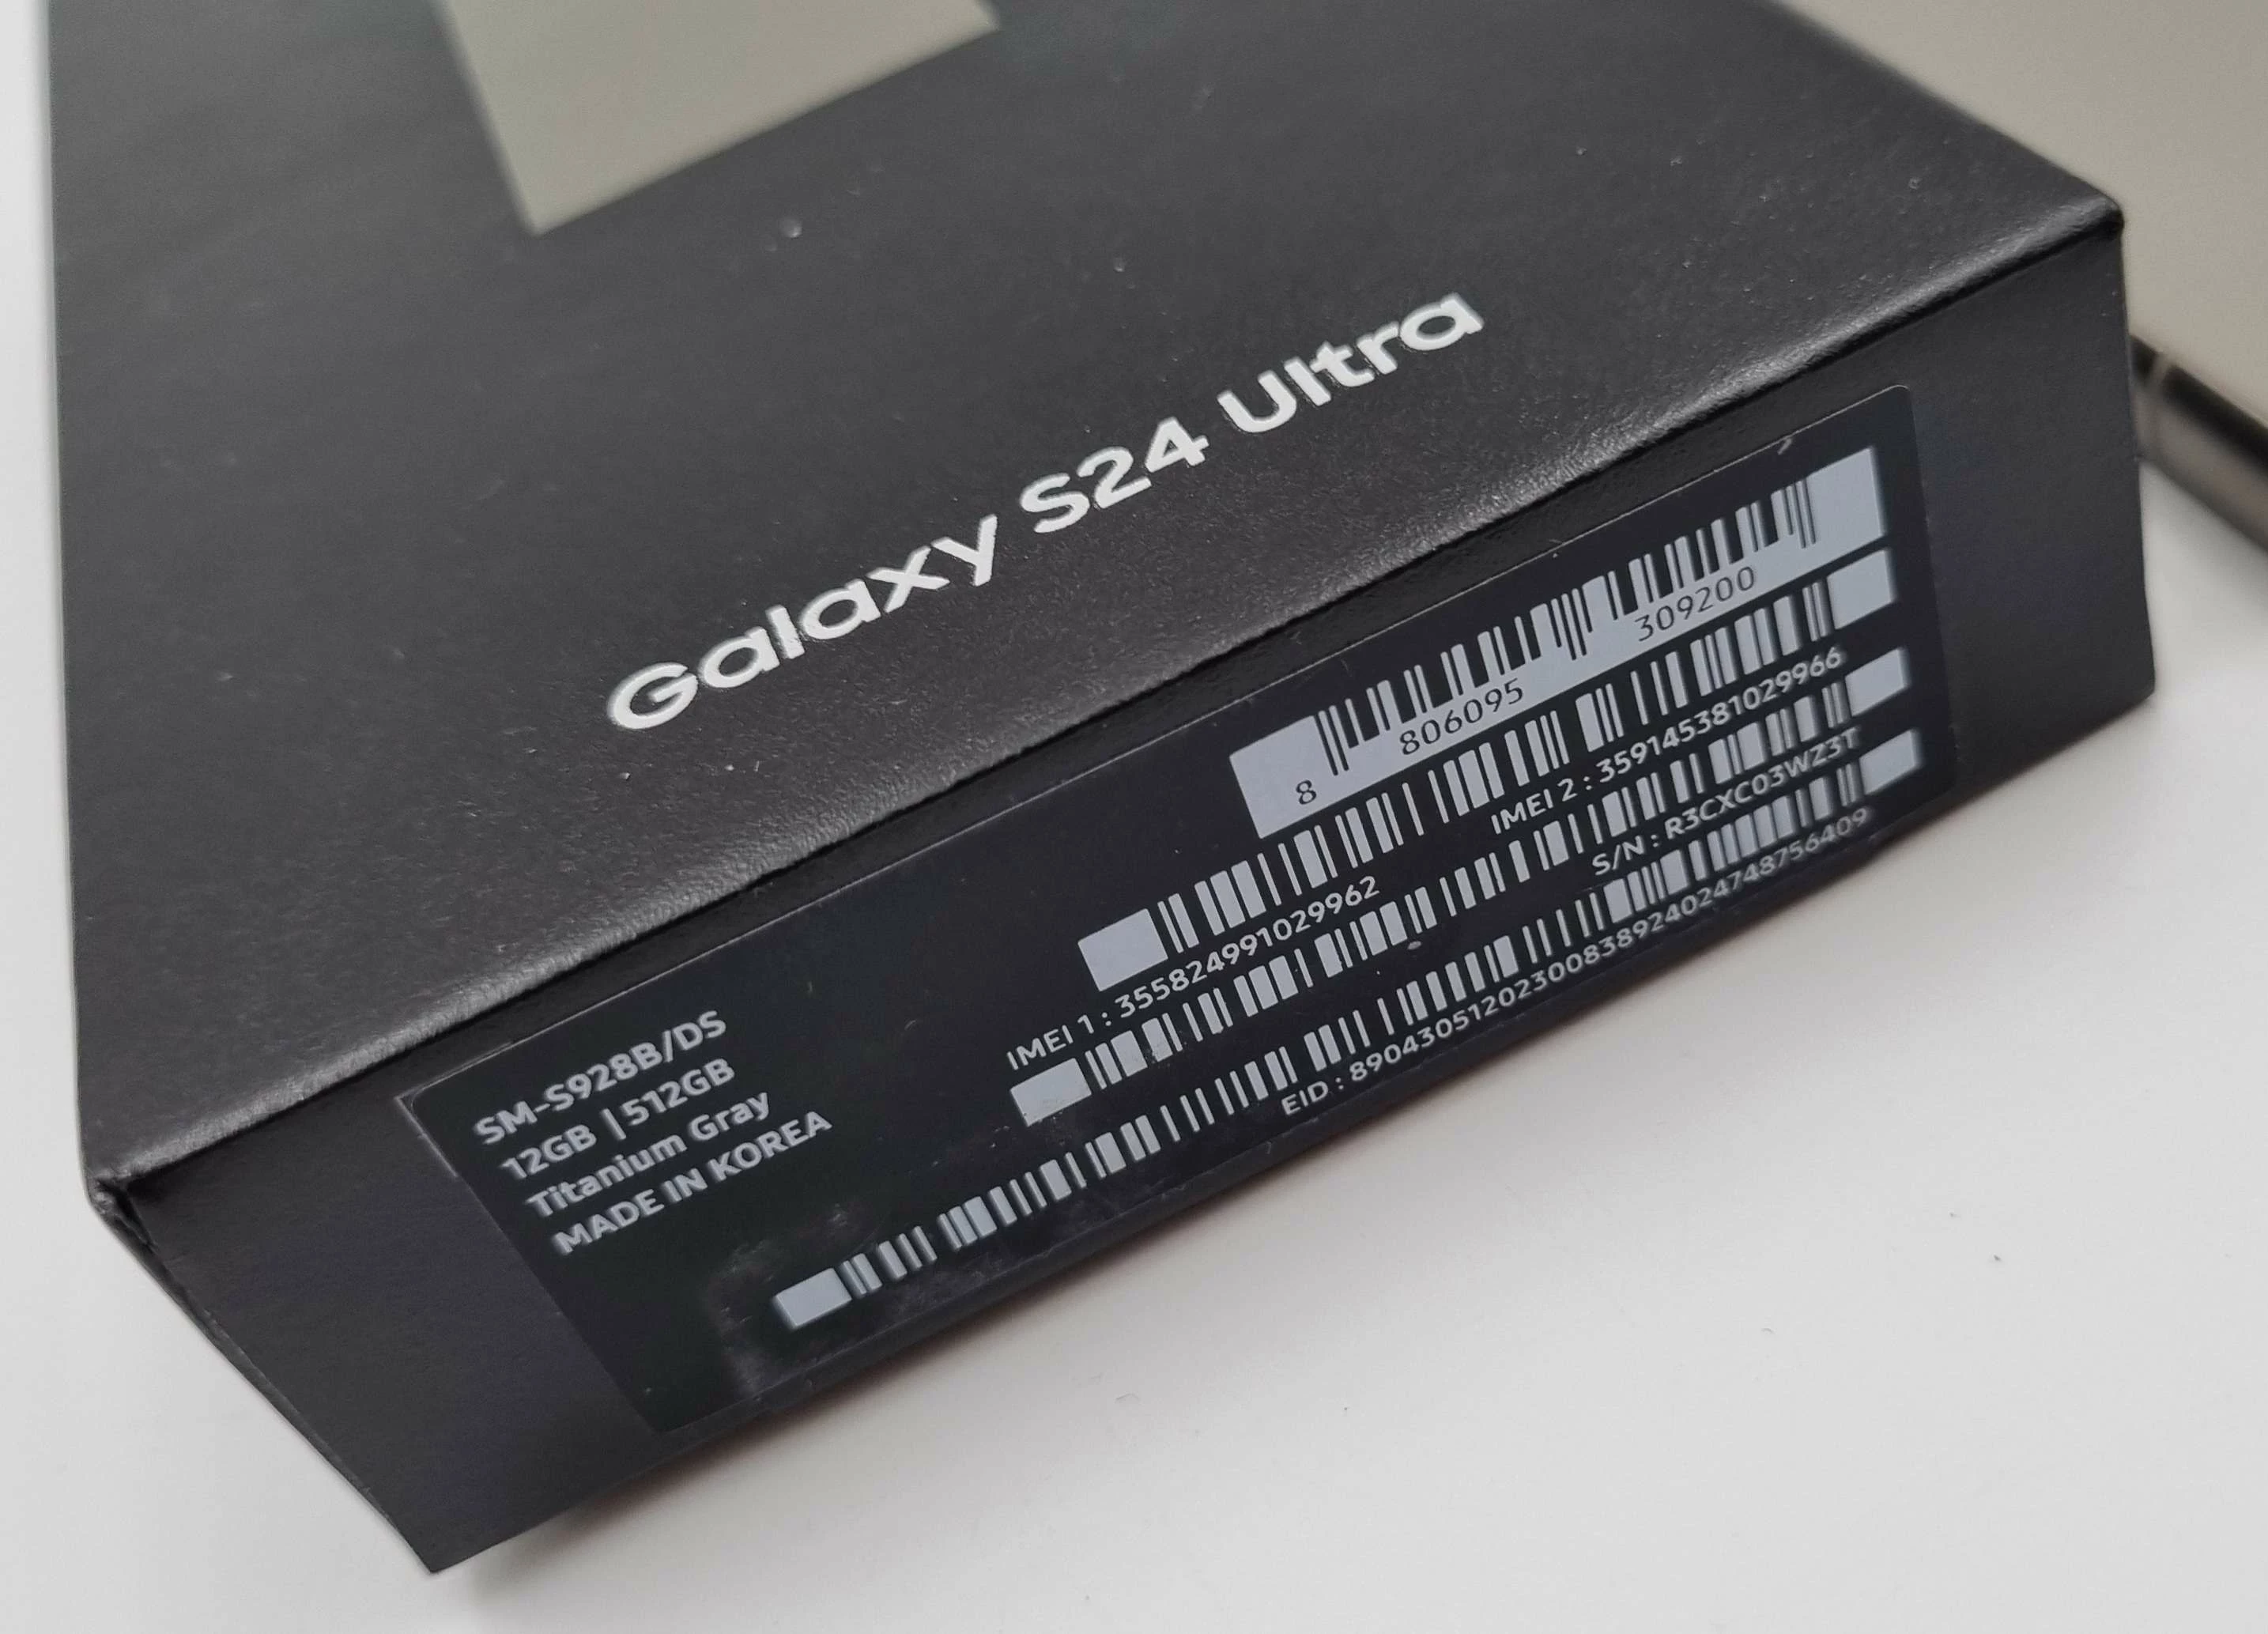 Galaxy S24 Ultra
SM-S928B/DS
12GB | 512GB
Titanium Gray
MADE IN KOREA
8 806095 309200
IMEI 1 : 355824991029962
IMEI 2 : 359145381029966
S/N : R3CXC03WZ3T
EID : 89043051202300838924024748756409